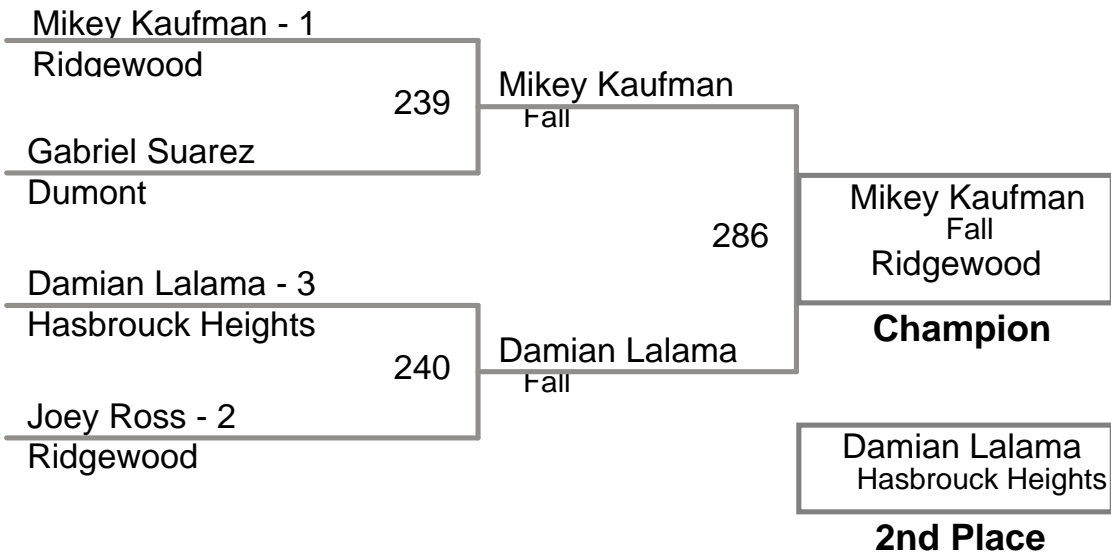 Mikey Kaufman - 1
Ridgewood
239
Mikey Kaufman
Fall
Gabriel Suarez
Dumont
286
Mikey Kaufman
Fall
Ridgewood
Champion
Damian Lalama - 3
Hasbrouck Heights
240
Damian Lalama
Fall
Joey Ross - 2
Ridgewood
Damian Lalama
Hasbrouck Heights
2nd Place